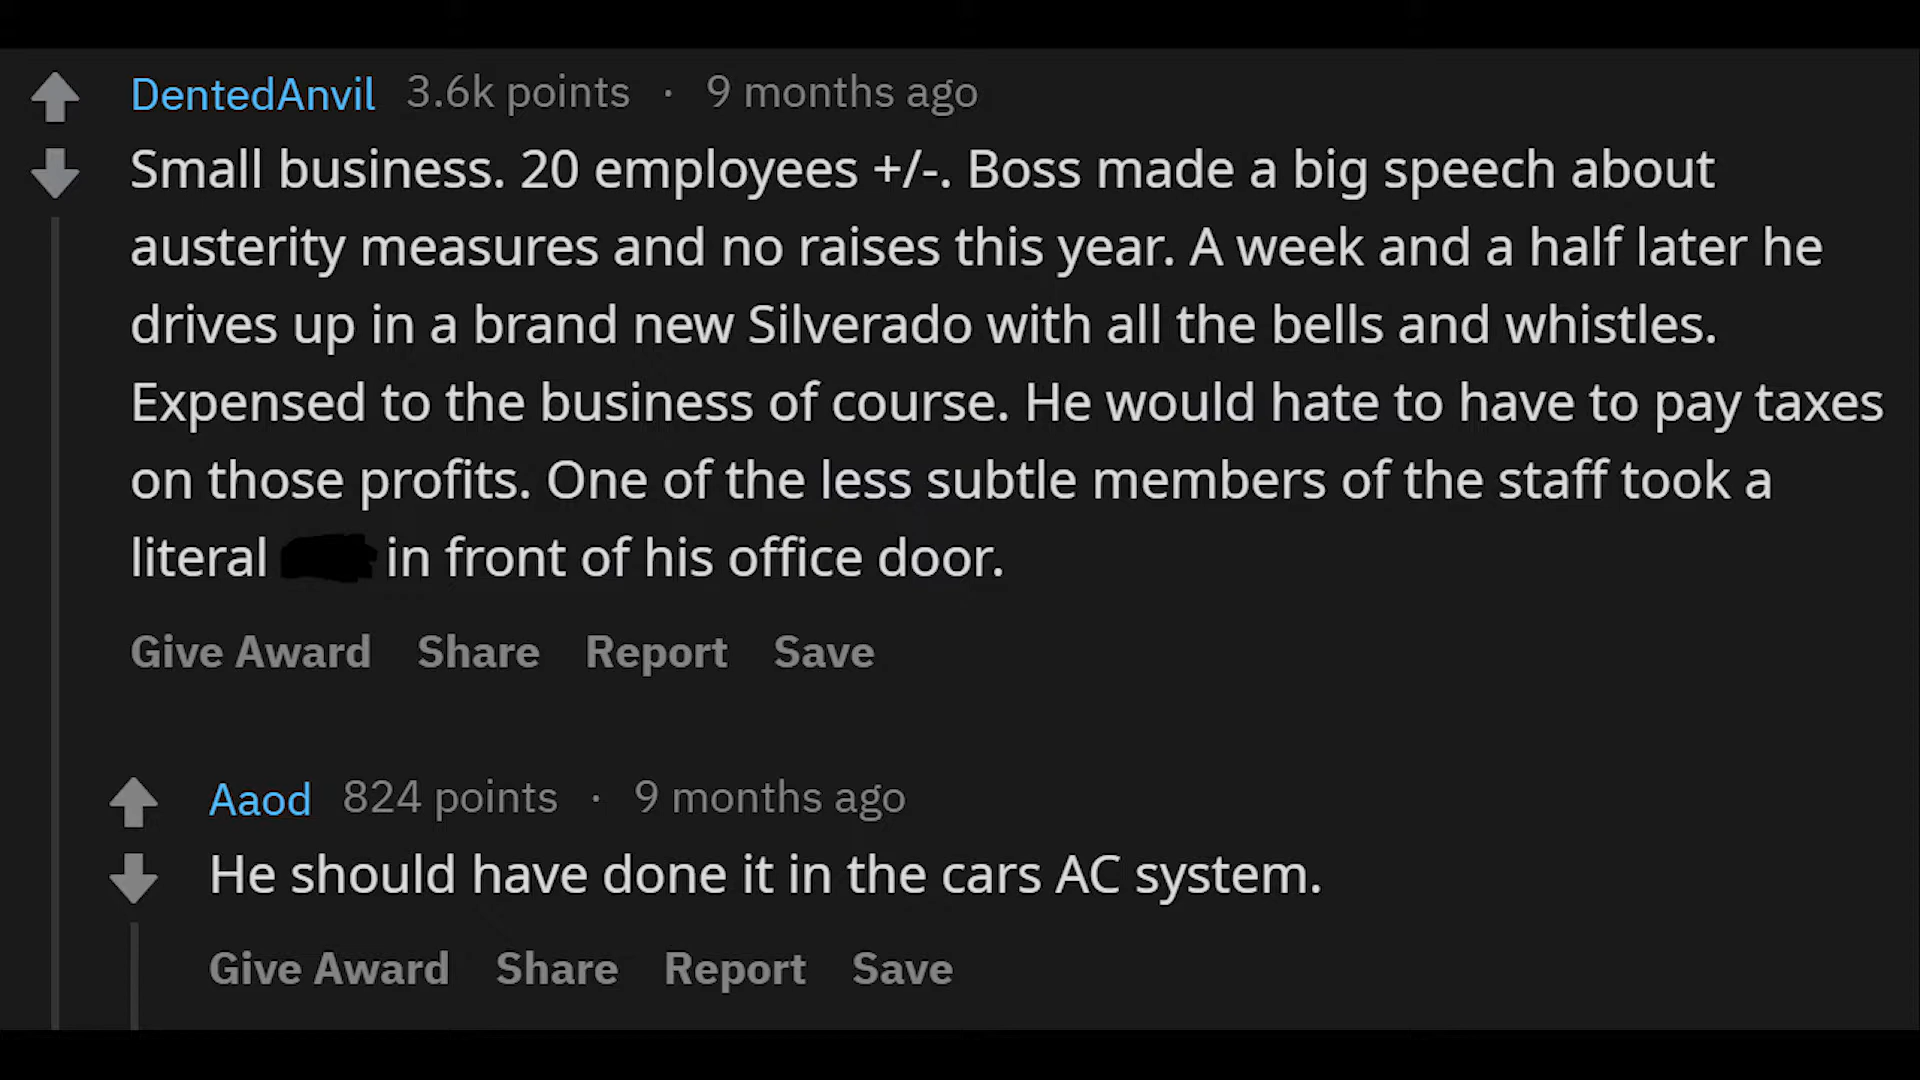 DentedAnvil 3.6k points · 9 months ago
Small business. 20 employees +/-. Boss made a big speech about
austerity measures and no raises this year. A week and a half later he
drives up in a brand new Silverado with all the bells and whistles.
Expensed to the business of course. He would hate to have to pay taxes
on those profits. One of the less subtle members of the staff took a
literal in front of his office door.
Give Award Share Report Save
Aaod 824 points · 9 months ago
He should have done it in the cars AC system.
Give Award Share Report Save